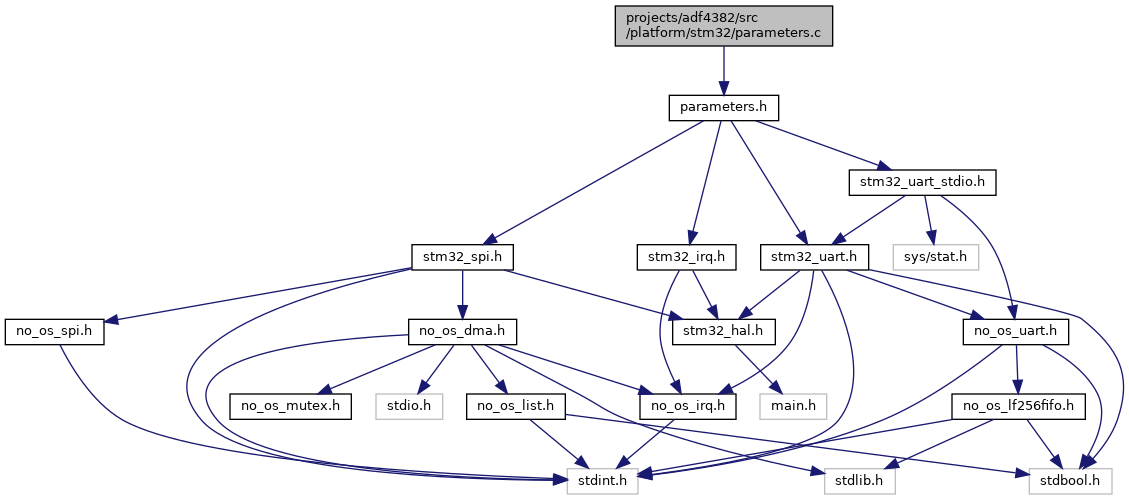 projects/adf4382/src
/platform/stm32/parameters.c
parameters.h
stm32_uart_stdio.h
stm32_spi.h
stm32_irq.h
stm32_uart.h
sys/stat.h
no_os_spi.h
no_os_dma.h
stm32_hal.h
no_os_uart.h
no_os_mutex.h
stdio.h
no_os_list.h
no_os_irq.h
main.h
no_os_lf256fifo.h
stdint.h
stdlib.h
stdbool.h